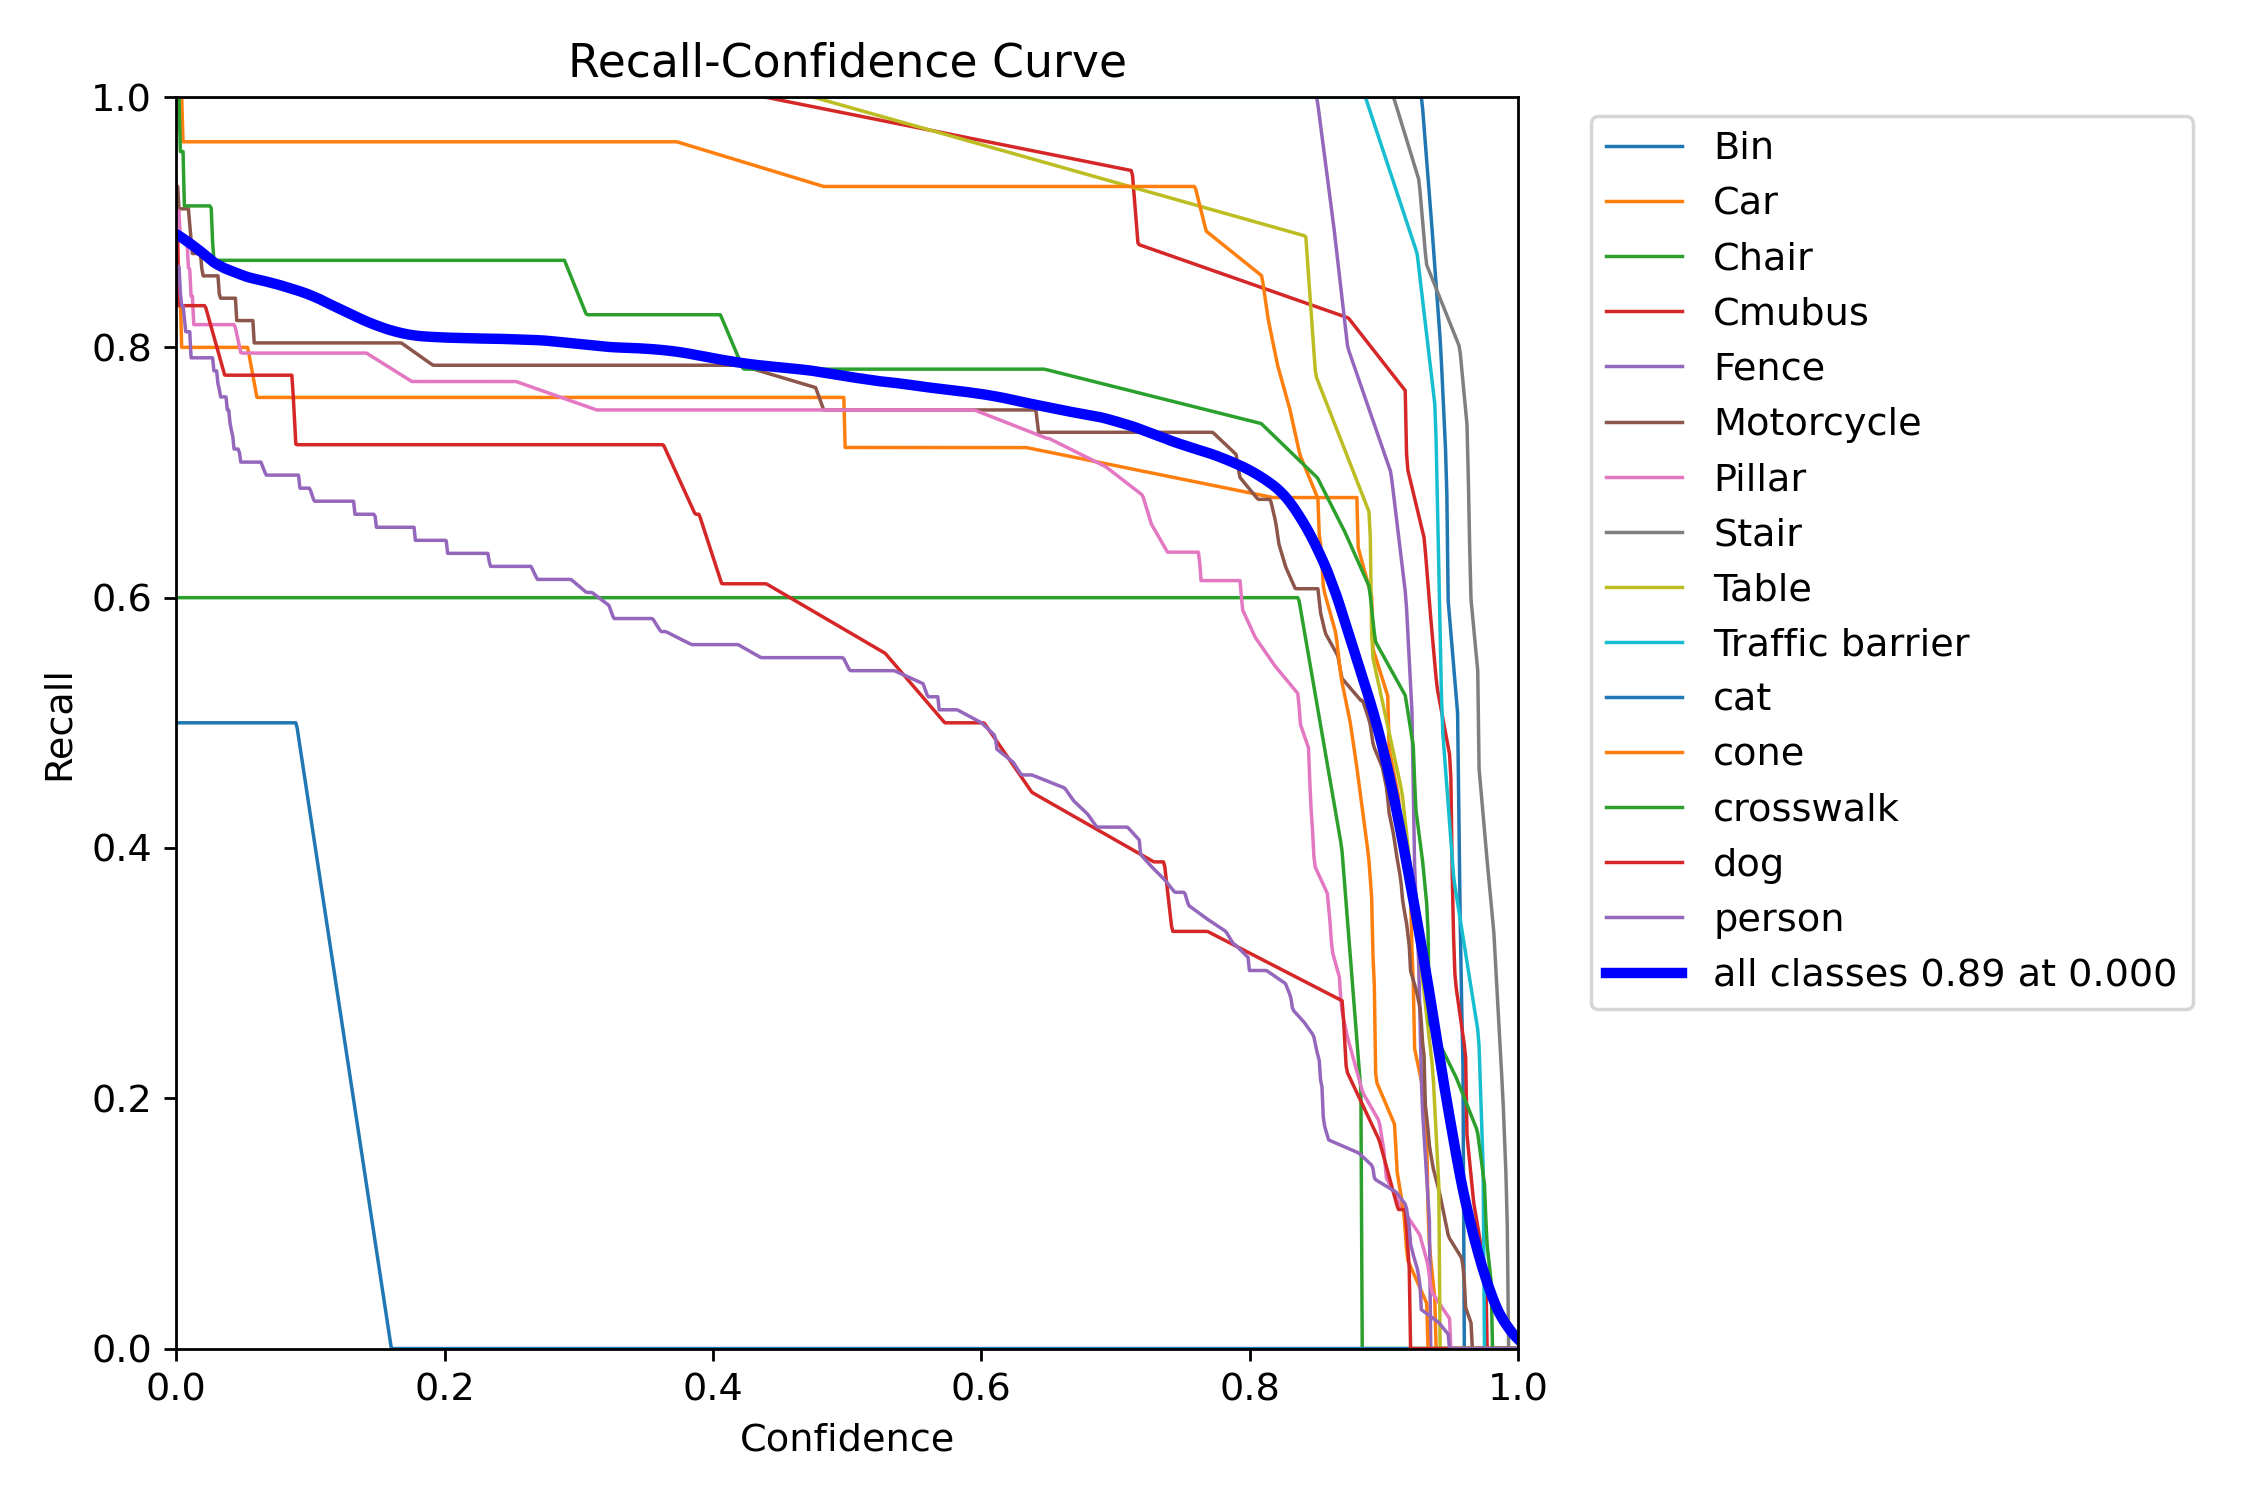 Recall-Confidence Curve
1.0
0.8
0.6
0.4
0.2
0.0
Recall
0.0 0.2 0.4 0.6 0.8 1.0
Confidence
Bin
Car
Chair
Cmubus
Fence
Motorcycle
Pillar
Stair
Table
Traffic barrier
cat
cone
crosswalk
dog
person
all classes 0.89 at 0.000